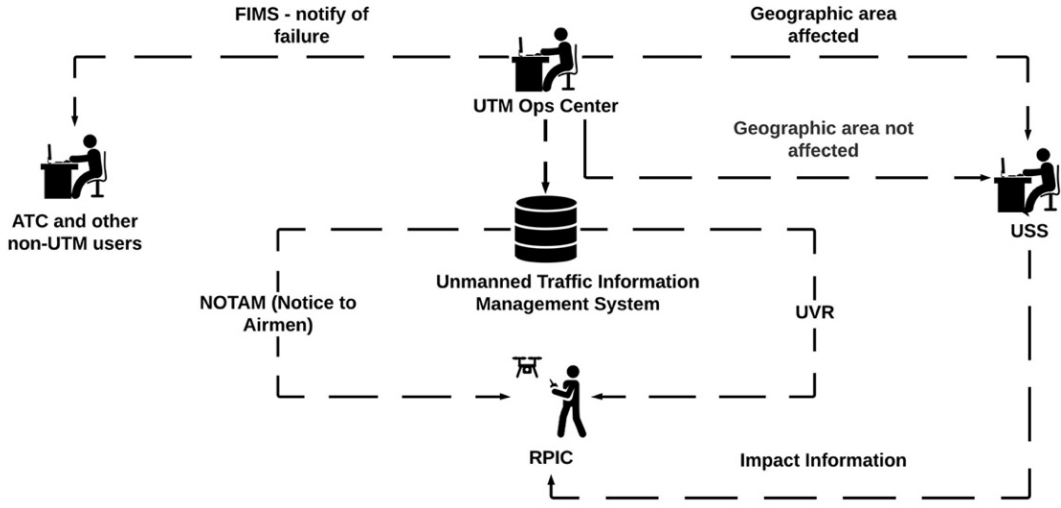 FIMS - notify of
failure
Geographic area
affected
UTM Ops Center
Geographic area not
affected
ATC and other
non-UTM users
USS
Unmanned Traffic Information
Management System
NOTAM (Notice to
Airmen)
UVR
RPIC
Impact Information